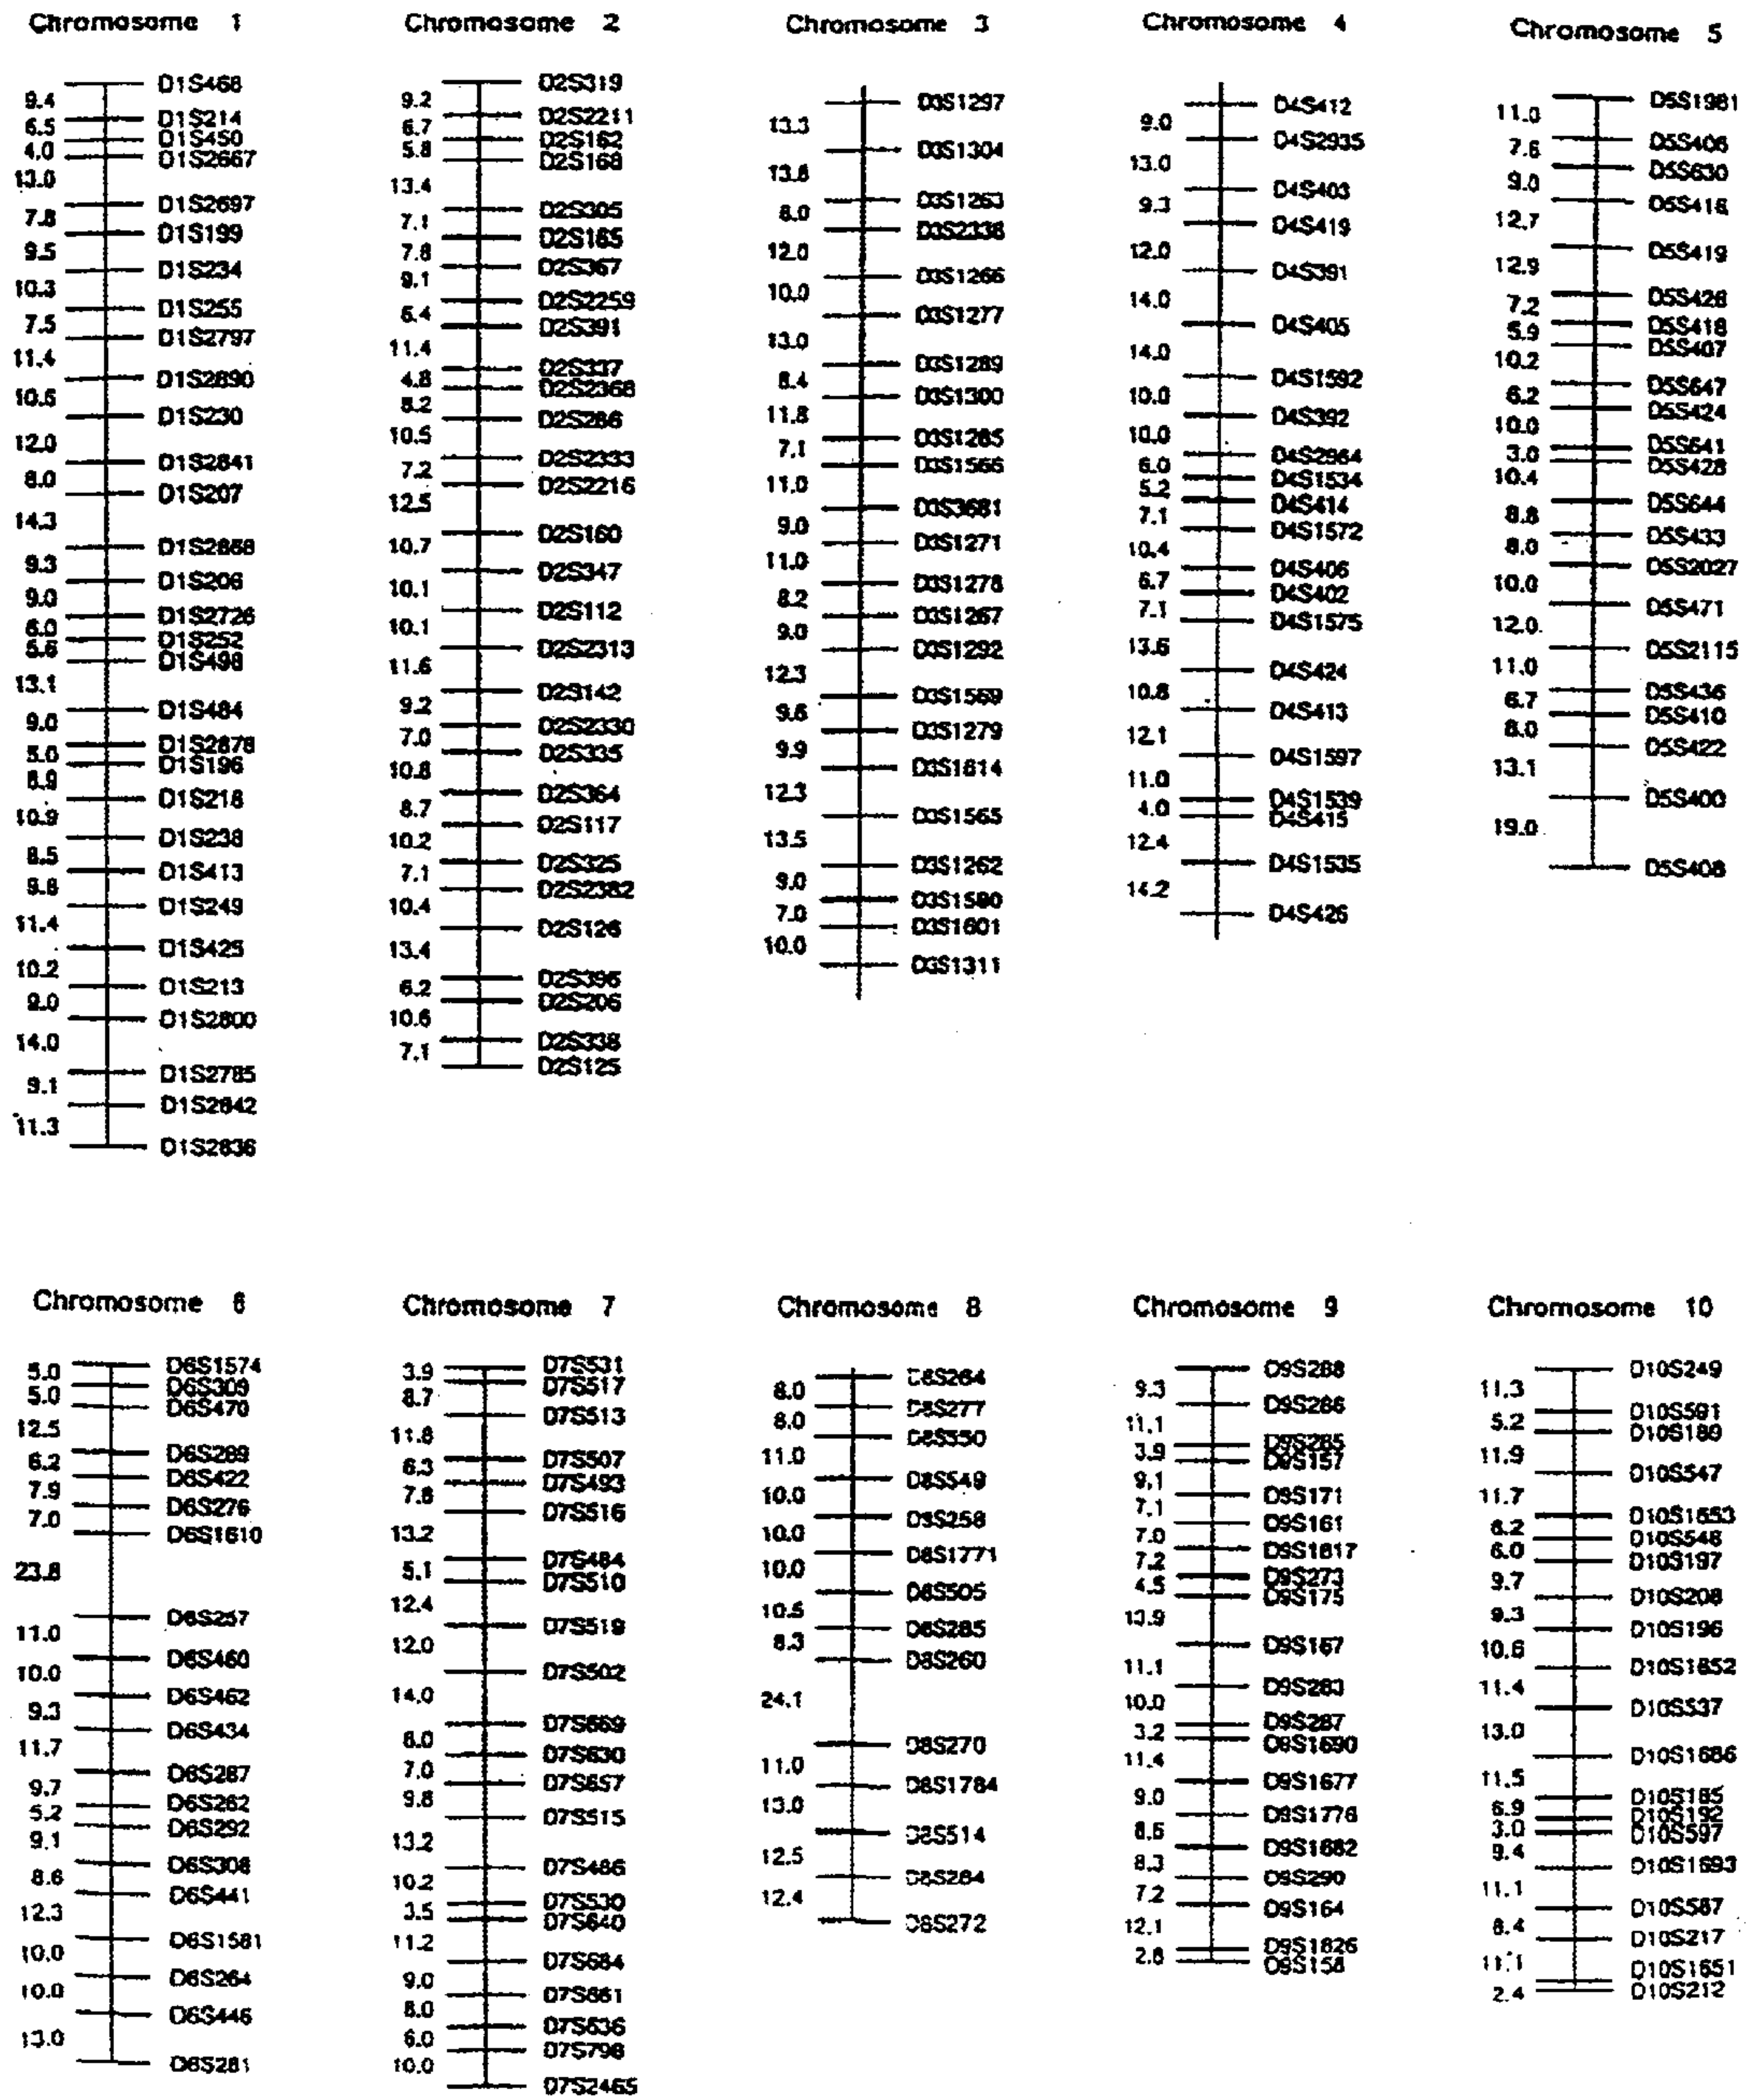 Chromosome 1
D1S468
9.4
D1S214
6.5
D1S450
4.0
D1S2667
13.0
D1S2697
7.8
D1S199
9.5
D1S234
10.3
D1S255
7.5
D1S2797
11.4
D1S2890
D1S230
12.0
D1S2841
8.0
D1S207
14.3
D1S2868
9.3
D1S206
9.0
D1S2726
6.0
D1S252
5.6
D1S498
13.1
D1S484
9.0
D1S2878
D1S196
D1S218
10.9
D1S238
8.5
D1S413
9.8
D1S249
11.4
D1S425
10.2
D1S213
9.0
D1S2800
14.0
D1S2785
9.1
D1S2842
11.3
D1S2836
Chromosome 2
D2S319
9.2
D2S2211
6.7
D2S162
5.8
D2S168
13.4
D2S305
7.1
D2S165
7.8
D2S367
9.1
D2S2259
6.4
D2S391
11.4
D2S337
4.8
D2S2368
8.2
D2S286
10.5
D2S2333
7.2
D2S2216
12.5
D2S160
10.7
D2S347
10.1
D2S112
10.1
D2S2313
11.6
D2S142
9.2
D2S2330
7.0
D2S335
10.8
D2S364
8.7
D2S117
10.2
D2S325
7.1
D2S2382
10.4
D2S126
13.4
D2S396
6.2
D2S206
10.6
D2S338
7.1
D2S125
Chromosome 3
D3S1297
13.3
D3S1304
13.6
D3S1263
8.0
D3S2338
12.0
D3S1266
10.0
D3S1277
13.0
D3S1289
8.4
D3S1300
11.8
D3S1285
7.1
D3S1566
11.0
D3S3681
9.0
D3S1271
11.0
D3S1278
8.2
D3S1267
9.0
D3S1292
12.3
D3S1569
9.6
D3S1279
9.9
D3S1614
12.3
D3S1565
13.5
D3S1262
9.0
D3S1580
7.0
D3S1601
10.0
D3S1311
Chromosome 4
D4S412
9.0
D4S2935
13.0
D4S403
9.3
D4S419
12.0
D4S391
14.0
D4S405
14.0
D4S1592
10.0
D4S392
10.0
D4S2964
6.0
D4S1534
5.2
D4S414
7.1
D4S1572
10.4
D4S406
6.7
D4S402
7.1
D4S1575
13.6
D4S424
10.8
D4S413
12.1
D4S1597
11.0
D4S1539
4.0
D4S415
12.4
D4S1535
14.2
D4S426
Chromosome 5
D5S1981
11.0
D5S406
7.6
D5S630
9.0
D5S416
12.7
D5S419
12.9
D5S426
7.2
D5S418
5.9
D5S407
10.2
D5S647
6.2
D5S424
10.0
D5S641
3.0
D5S428
10.4
D5S644
8.8
D5S433
8.0
D5S2027
10.0
D5S471
12.0
D5S2115
11.0
D5S436
6.7
D5S410
8.0
D5S422
13.1
D5S400
19.0
D5S408
Chromosome 6
D6S1574
5.0
D6S309
5.0
D6S470
12.5
D6S289
6.2
D6S422
7.9
D6S276
7.0
D6S1610
23.8
D6S257
11.0
D6S460
10.0
D6S462
9.3
D6S434
11.7
D6S287
9.7
D6S262
5.2
D6S292
9.1
D6S308
8.6
D6S441
12.3
D6S1581
10.0
D6S264
10.0
D6S446
13.0
D6S281
Chromosome 7
D7S531
3.9
D7S517
8.7
D7S513
11.8
D7S507
6.3
D7S493
7.8
D7S516
13.2
D7S484
5.1
D7S510
12.4
D7S519
12.0
D7S502
14.0
D7S669
8.0
D7S630
7.0
D7S657
9.8
D7S515
13.2
D7S486
10.2
D7S530
3.5
D7S640
11.2
D7S684
9.0
D7S661
8.0
D7S636
6.0
D7S798
10.0
D7S2465
Chromosome 8
D8S264
8.0
D8S277
8.0
D8S550
11.0
D8S549
10.0
D8S258
10.0
D8S1771
10.0
D8S505
10.5
D8S285
8.3
D8S260
24.1
D8S270
11.0
D8S1784
13.0
D8S514
12.5
D8S284
12.4
D8S272
Chromosome 9
D9S288
9.3
D9S286
11.1
D9S285
3.9
D9S157
9.1
D9S171
7.1
D9S161
7.0
D9S1817
7.2
D9S273
4.5
D9S175
13.9
D9S167
11.1
D9S283
10.0
D9S287
3.2
D9S1690
11.4
D9S1677
9.0
D9S1776
D9S1682
8.3
D9S290
7.2
D9S164
12.1
D9S1826
2.8
D9S158
Chromosome 10
D10S249
11.3
D10S591
5.2
D10S189
11.9
D10S547
11.7
D10S1653
6.2
D10S548
6.0
D10S197
9.7
D10S208
9.3
D10S196
10.6
D10S1652
11.4
D10S537
13.0
D10S1686
11.5
D10S185
6.9
D10S192
3.0
D10S597
9.4
D10S1693
11.1
D10S587
8.4
D10S217
11.1
D10S1651
2.4
D10S212